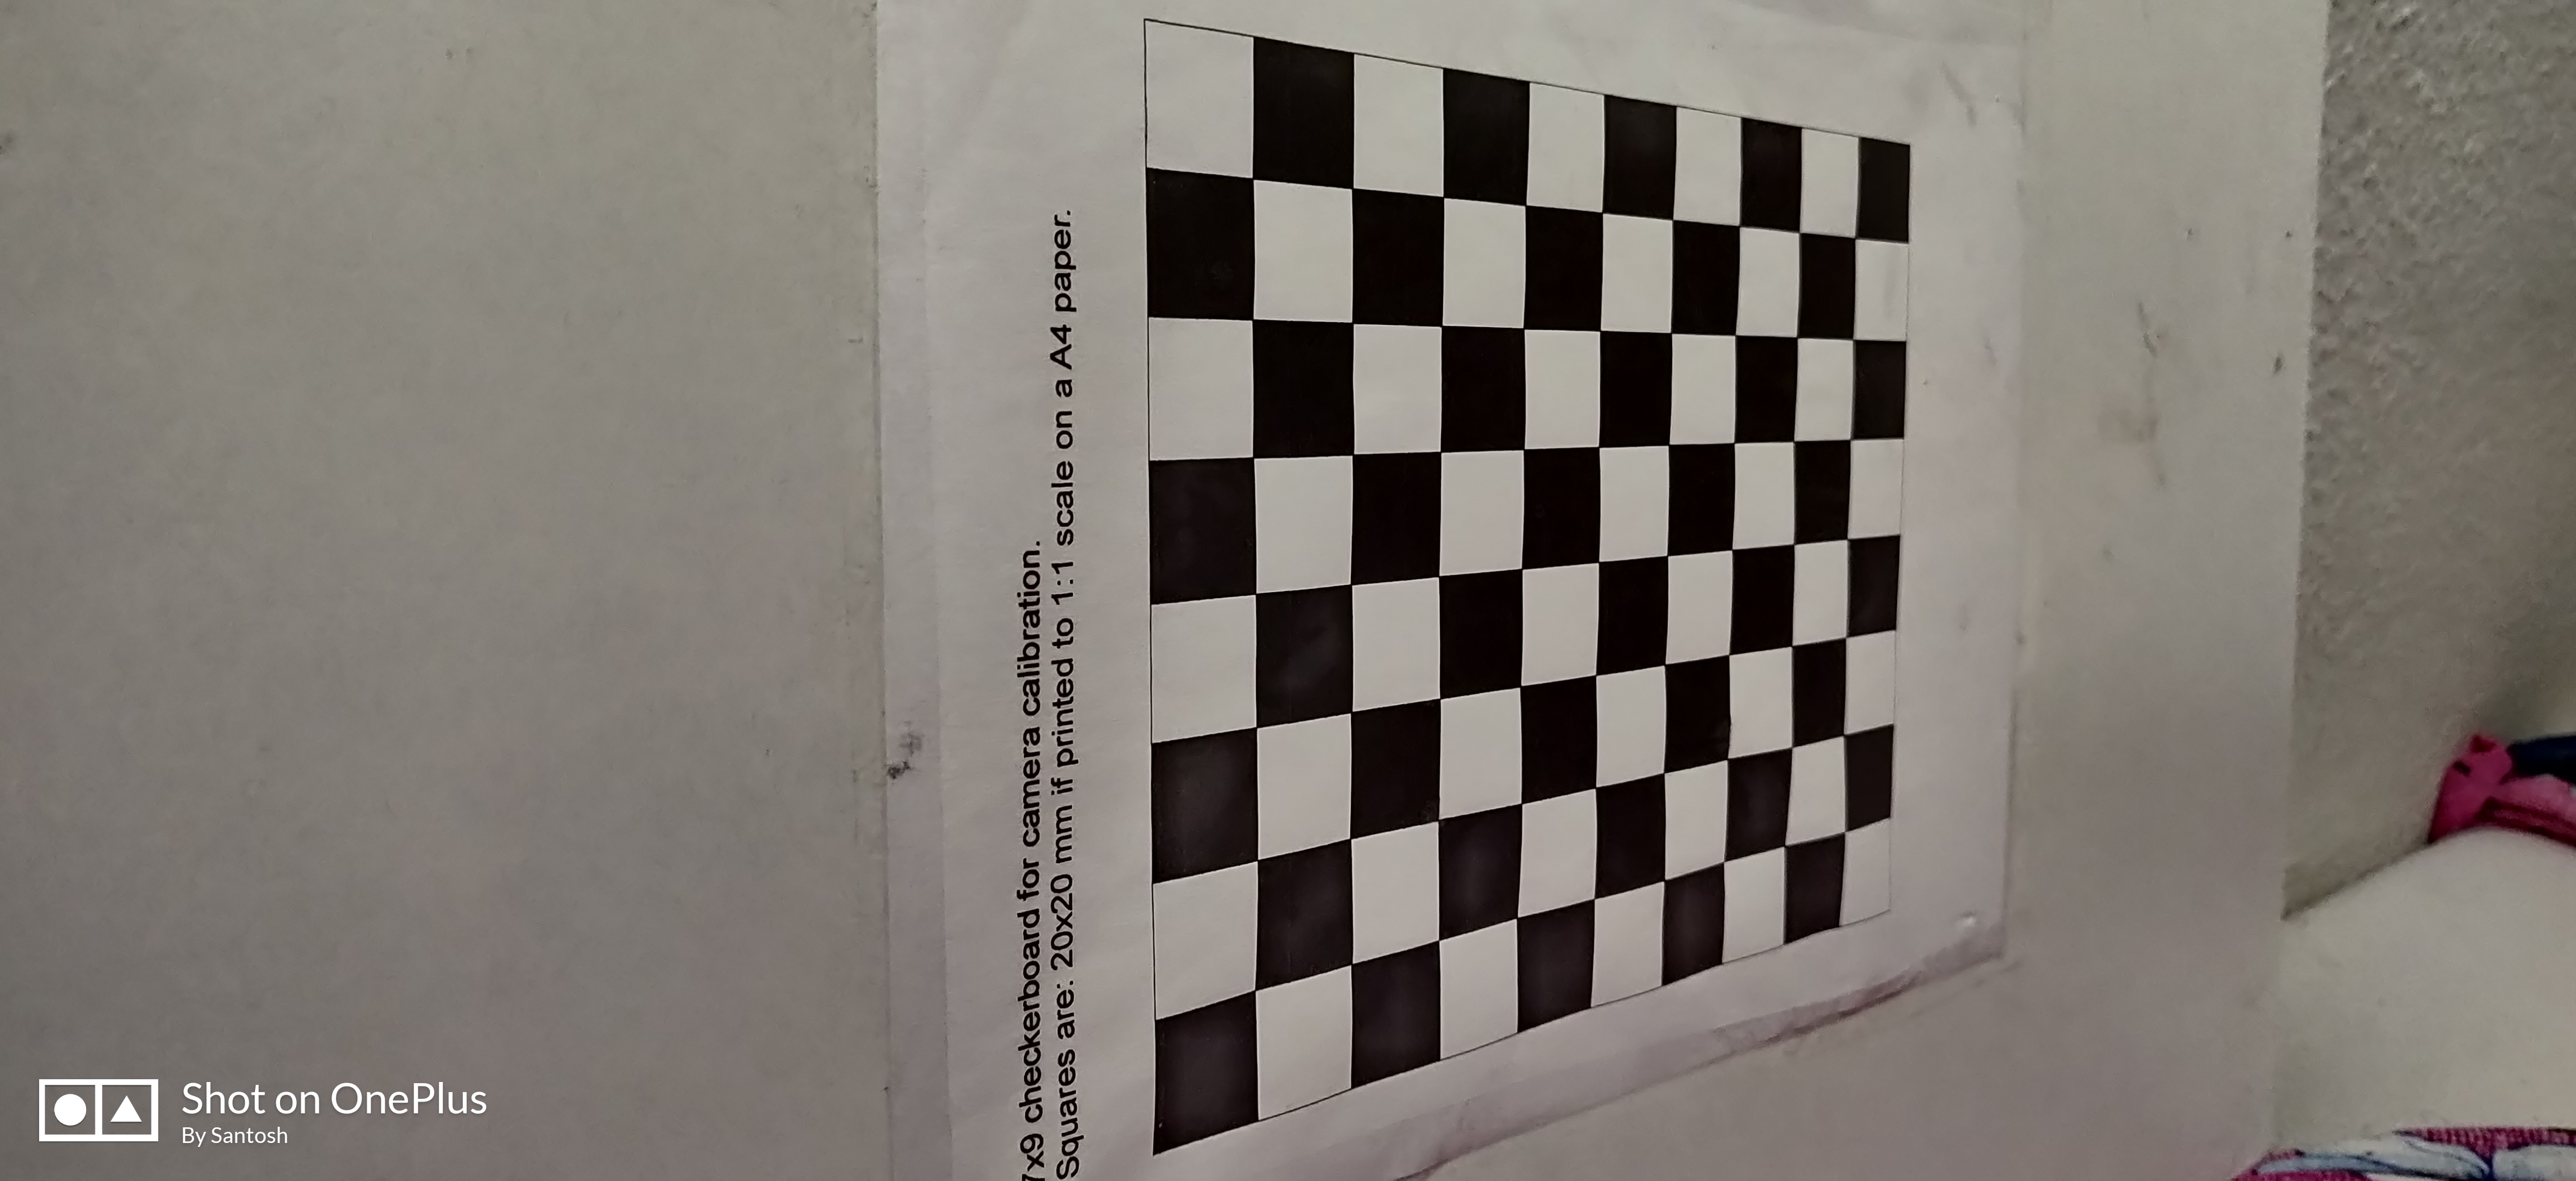 7x9 checkerboard for camera calibration.
Squares are: 20x20 mm if printed to 1:1 scale on a A4 paper.
Shot on OnePlus
By Santosh